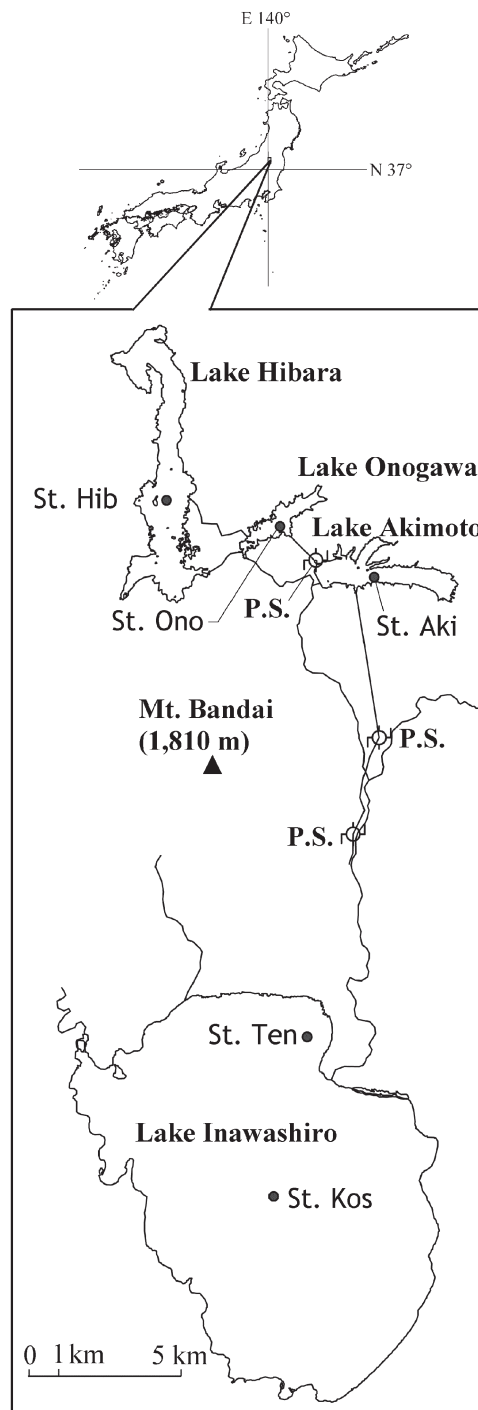 E 140°
N 37°
Lake Hibara
Lake Onogawa
St. Hib
Lake Akimoto
P.S.
St. Ono
St. Aki
Mt. Bandai
(1,810 m)
P.S.
P.S.
St. Ten
Lake Inawashiro
St. Kos
0 1 km 5 km